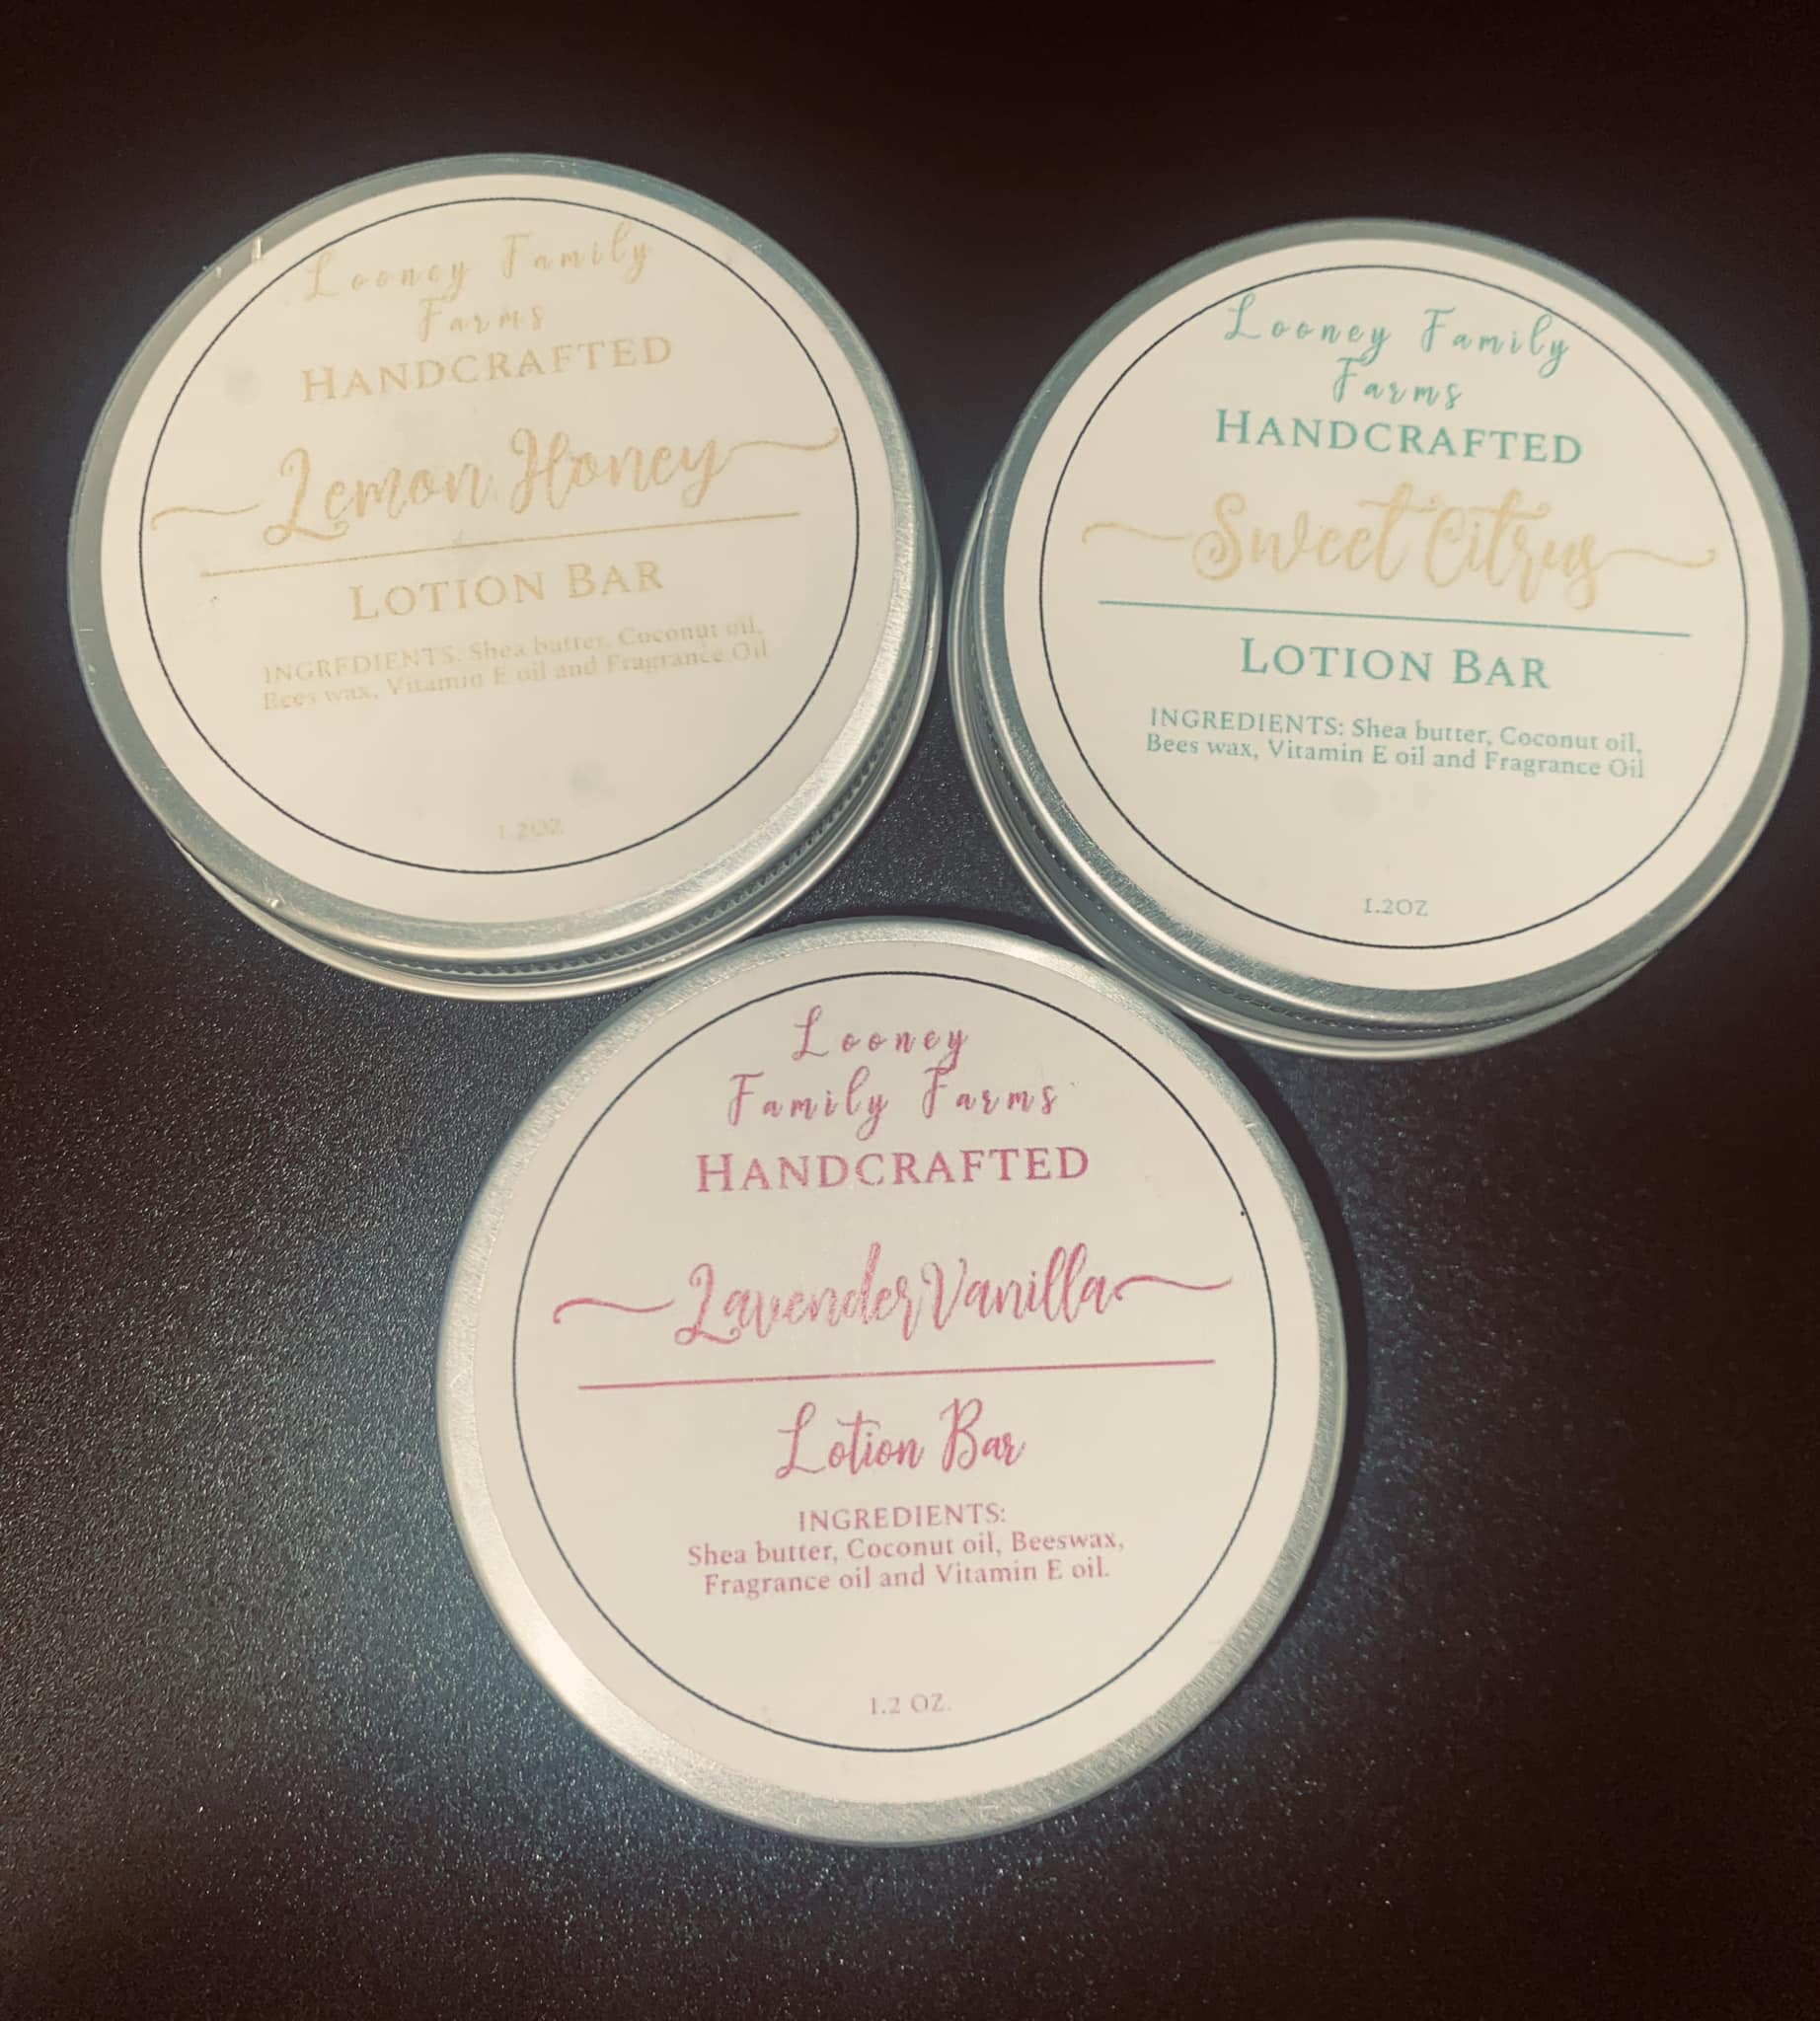 Looney Family
Farms
HANDCRAFTED
Lemon Honey
LOTION BAR
INGREDIENTS: Shea butter, Coconut oil,
Bees wax, Vitamin E oil and Fragrance Oil
1.2OZ
Looney Family
Farms
HANDCRAFTED
Sweet Citrus
LOTION BAR
INGREDIENTS: Shea butter, Coconut oil,
Bees wax, Vitamin E oil and Fragrance Oil
1.2OZ
Looney
Family Farms
HANDCRAFTED
Lavender Vanilla
Lotion Bar
INGREDIENTS:
Shea butter, Coconut oil, Beeswax,
Fragrance oil and Vitamin E oil.
1.2 OZ.